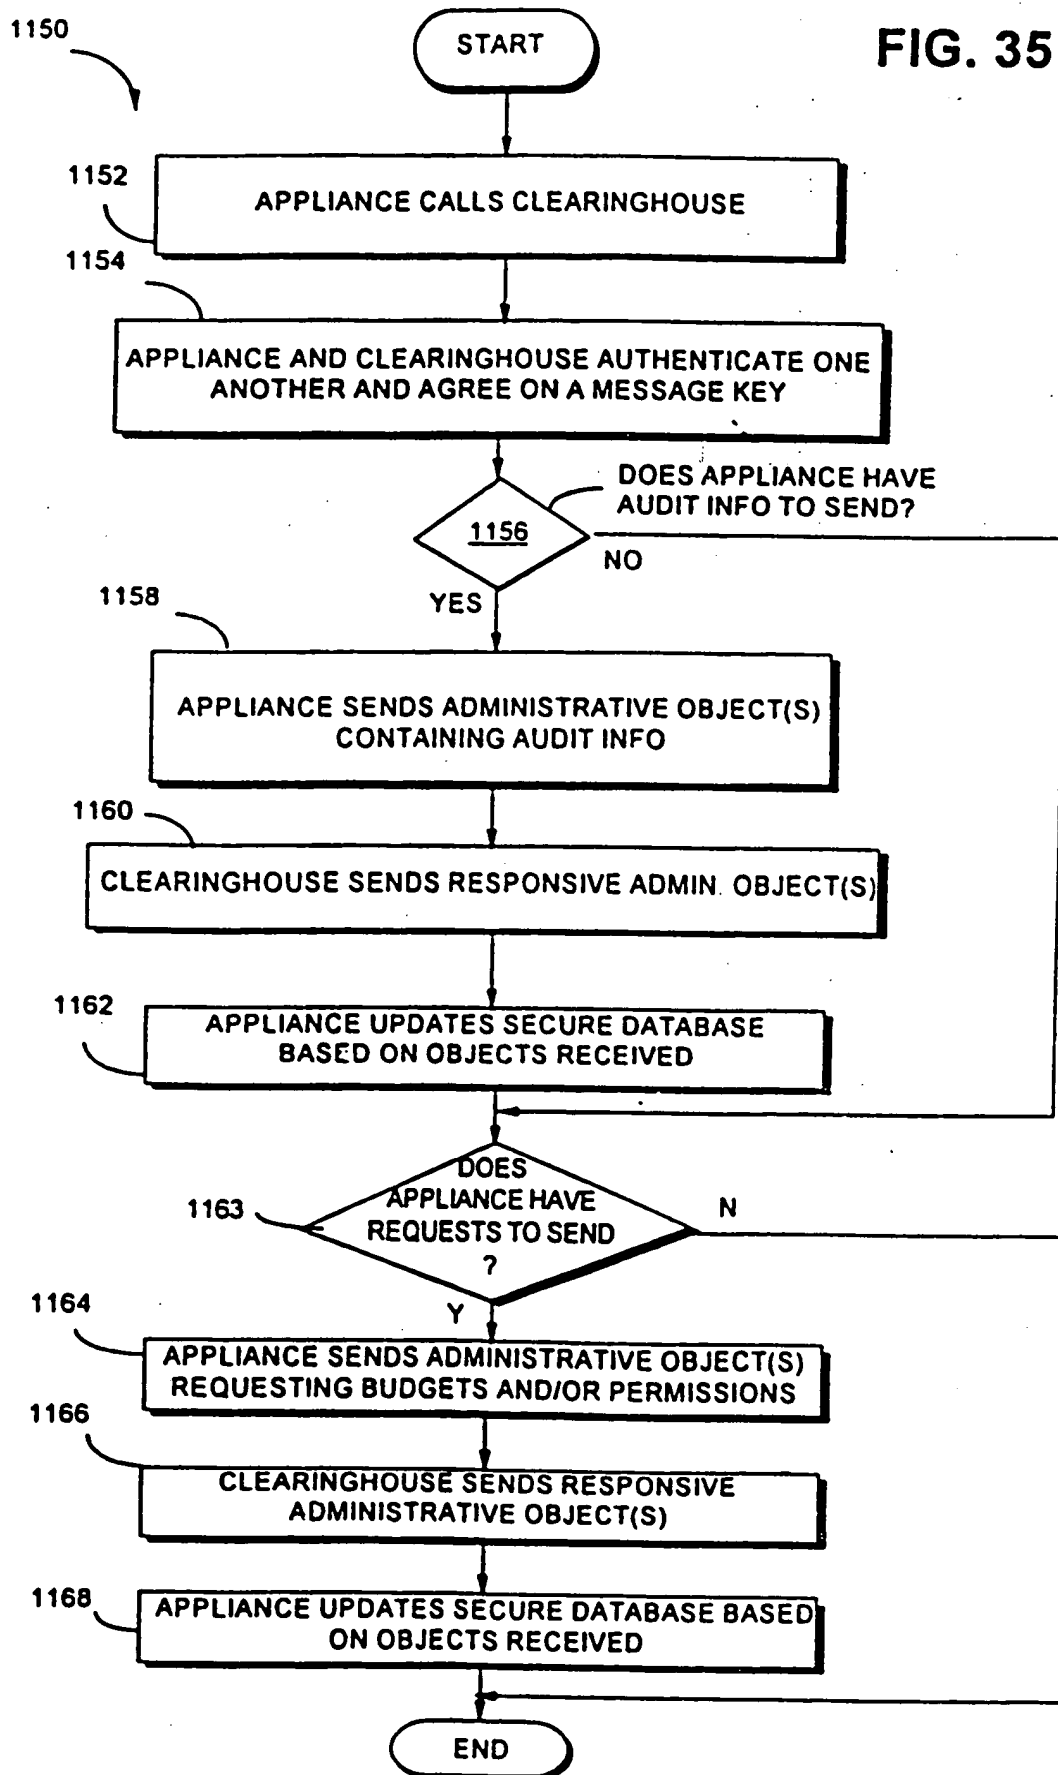 1150
START
FIG. 35
1152
APPLIANCE CALLS CLEARINGHOUSE
1154
APPLIANCE AND CLEARINGHOUSE AUTHENTICATE ONE
ANOTHER AND AGREE ON A MESSAGE KEY
DOES APPLIANCE HAVE
AUDIT INFO TO SEND?
1156
NO
YES
1158
APPLIANCE SENDS ADMINISTRATIVE OBJECT(S)
CONTAINING AUDIT INFO
1160
CLEARINGHOUSE SENDS RESPONSIVE ADMIN. OBJECT(S)
1162
APPLIANCE UPDATES SECURE DATABASE
BASED ON OBJECTS RECEIVED
DOES
APPLIANCE HAVE
REQUESTS TO SEND
?
1163
N
Y
1164
APPLIANCE SENDS ADMINISTRATIVE OBJECT(S)
REQUESTING BUDGETS AND/OR PERMISSIONS
1166
CLEARINGHOUSE SENDS RESPONSIVE
ADMINISTRATIVE OBJECT(S)
1168
APPLIANCE UPDATES SECURE DATABASE BASED
ON OBJECTS RECEIVED
END